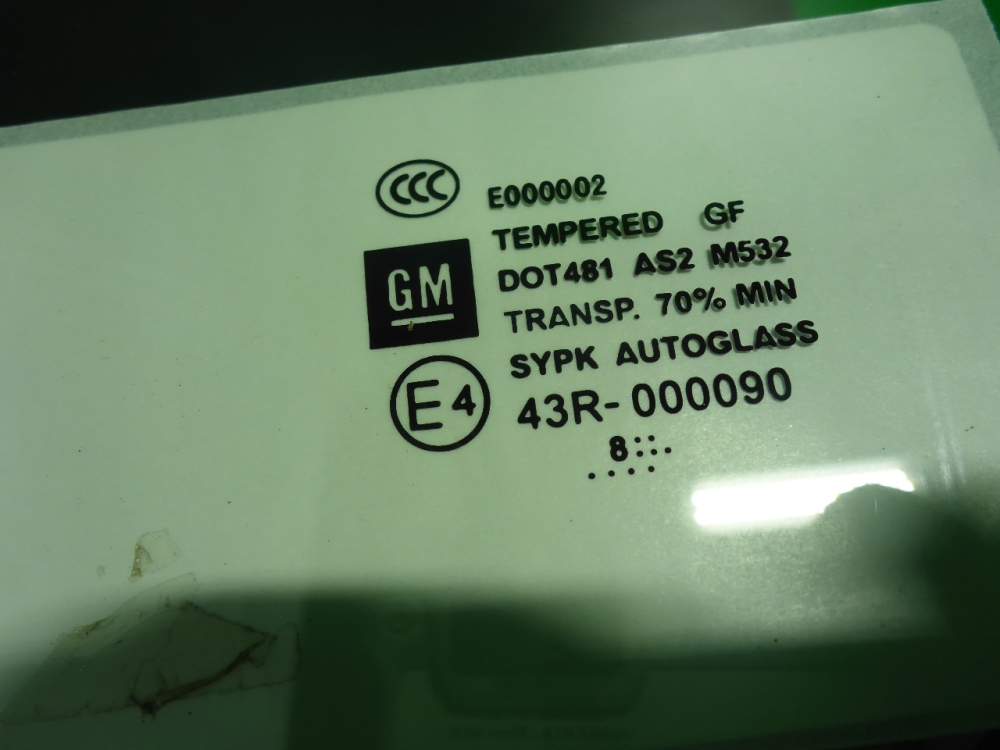 CCC E000002
TEMPERED GF
GM DOT481 AS2 M532
TRANSP. 70% MIN
SYPK AUTOGLASS
E4 43R-000090
8